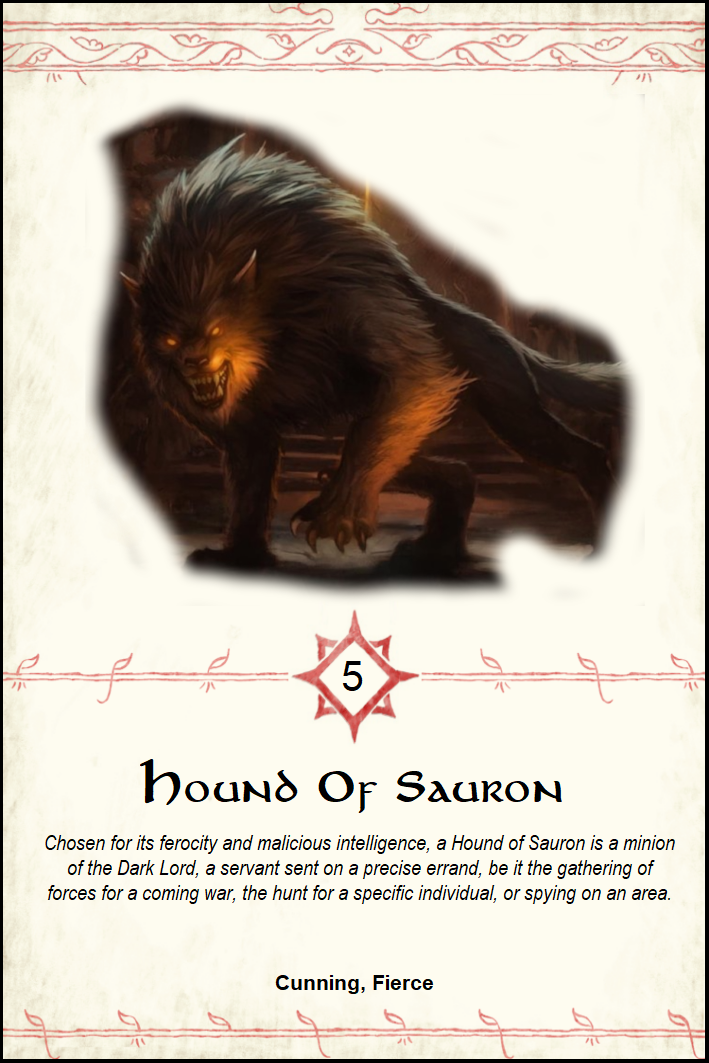 5
Hound Of Sauron
Chosen for its ferocity and malicious intelligence, a Hound of Sauron is a minion
of the Dark Lord, a servant sent on a precise errand, be it the gathering of
forces for a coming war, the hunt for a specific individual, or spying on an area.
Cunning, Fierce